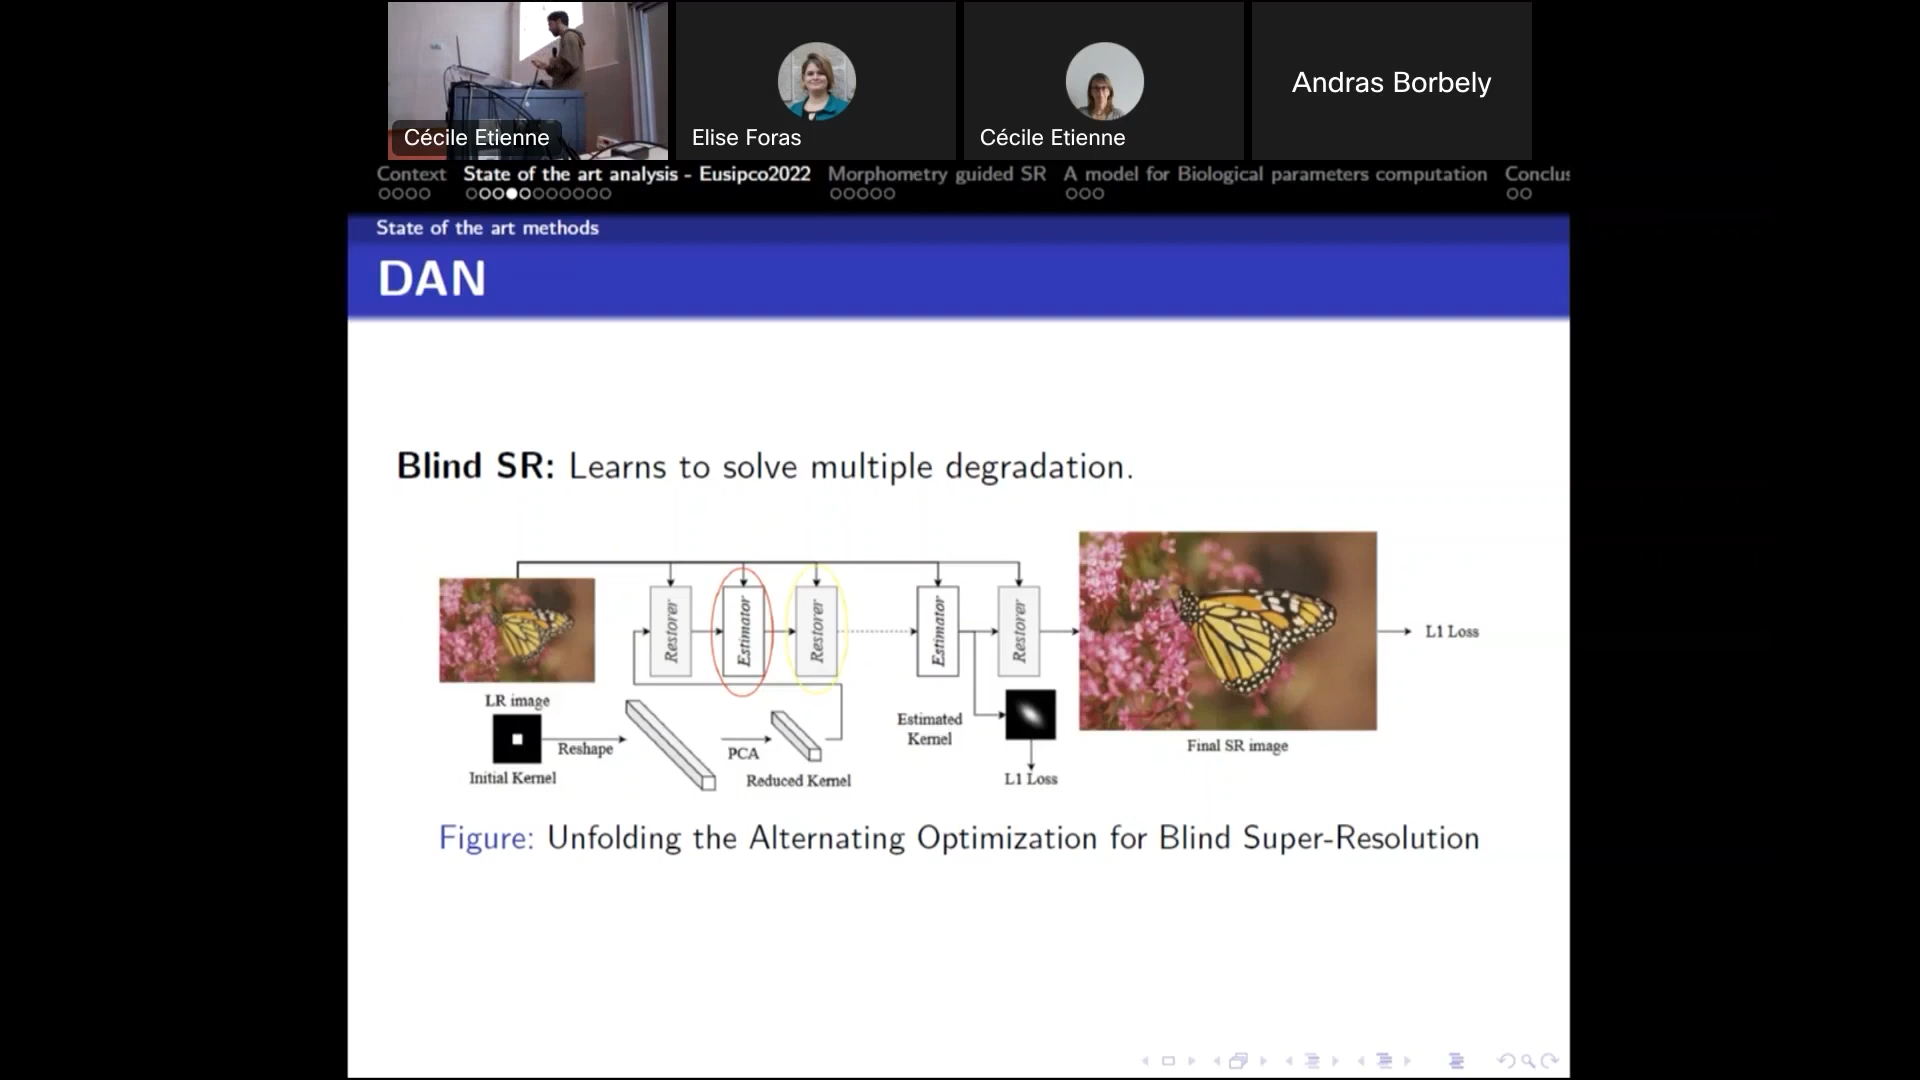 Cécile Etienne
Elise Foras
Cécile Etienne
Andras Borbely
Context
State of the art analysis - Eusipco2022
Morphometry guided SR
A model for Biological parameters computation
Conclus
State of the art methods
DAN
Blind SR: Learns to solve multiple degradation.
LR image
Restorer
Estimator
Restorer
Estimator
Restorer
L1 Loss
Initial Kernel
Reshape
PCA
Reduced Kernel
Estimated
Kernel
L1 Loss
Final SR image
Figure: Unfolding the Alternating Optimization for Blind Super-Resolution